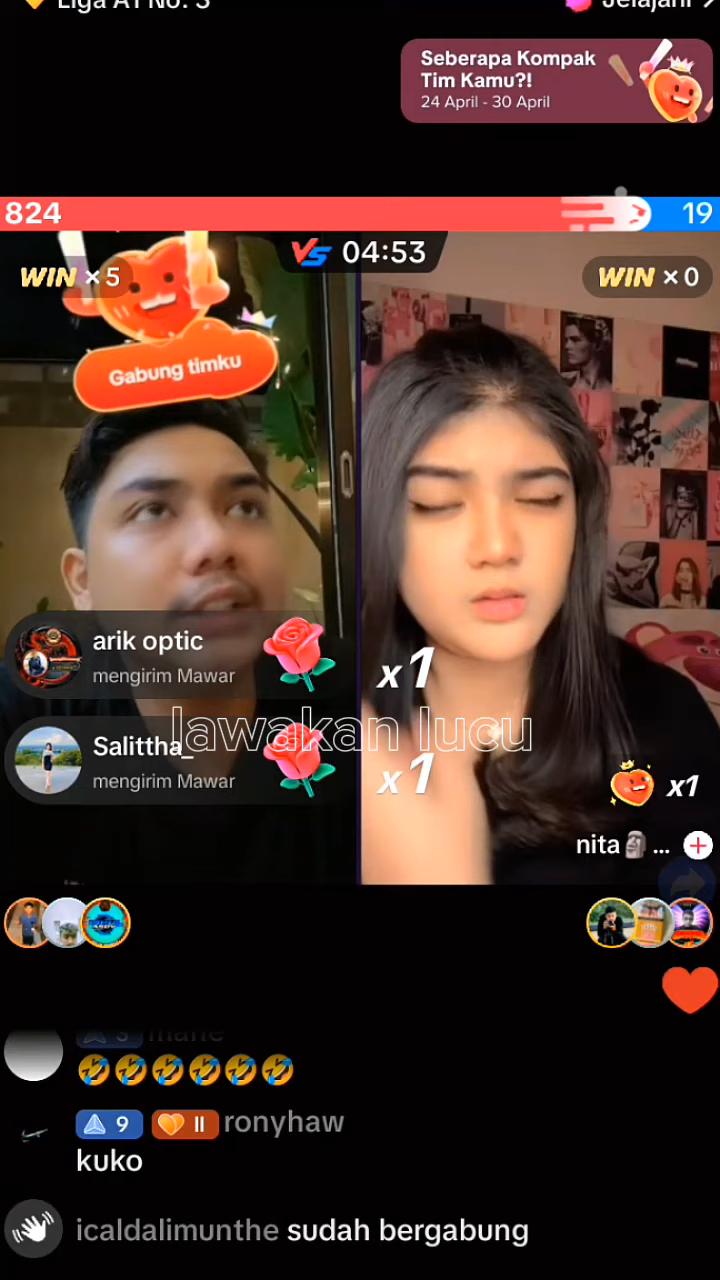 Liga A1 No. 3
Jelajahi >
Seberapa Kompak
Tim Kamu?!
24 April - 30 April
824
19
VS 04:53
WIN ×5
WIN ×0
Gabung timku
arik optic
mengirim Mawar
x1
lawakan lucu
Salittha_
mengirim Mawar
x1
x1
nita🗿...
🤣🤣🤣🤣🤣🤣
9 II ronyhaw
kuko
icaldalimunthe sudah bergabung